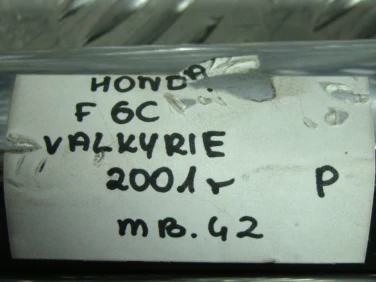 HONDA
F 6C
VALKYRIE
2001r P
MB.42